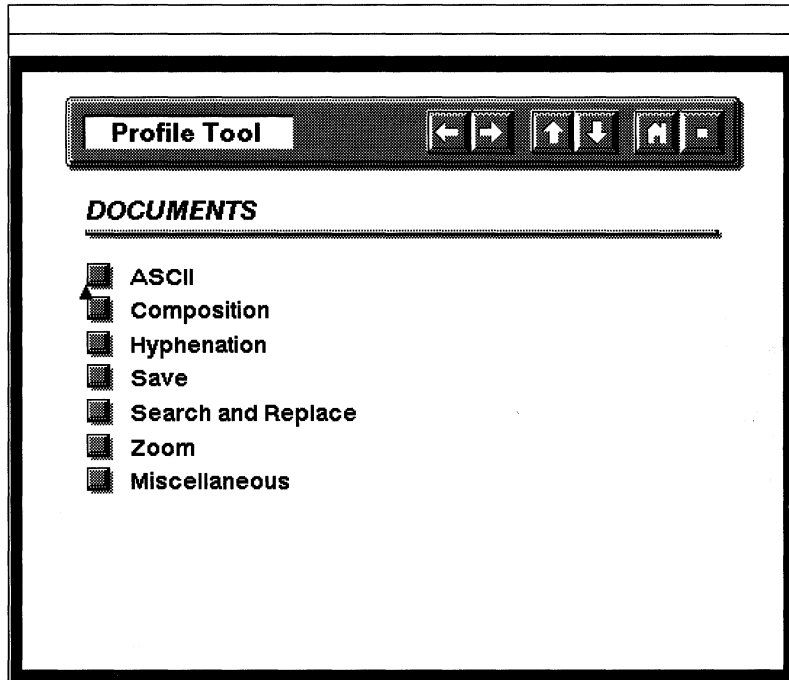 Profile Tool
DOCUMENTS
ASCII
Composition
Hyphenation
Save
Search and Replace
Zoom
Miscellaneous